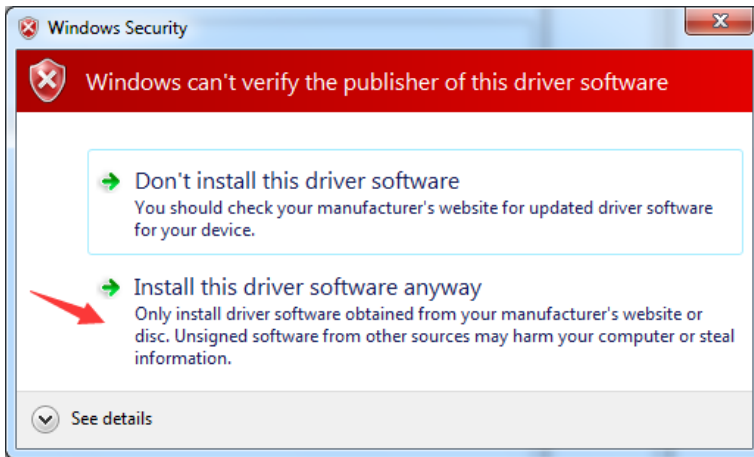 Windows Security
Windows can't verify the publisher of this driver software
Don't install this driver software
You should check your manufacturer's website for updated driver software
for your device.
Install this driver software anyway
Only install driver software obtained from your manufacturer's website or
disc. Unsigned software from other sources may harm your computer or steal
information.
See details